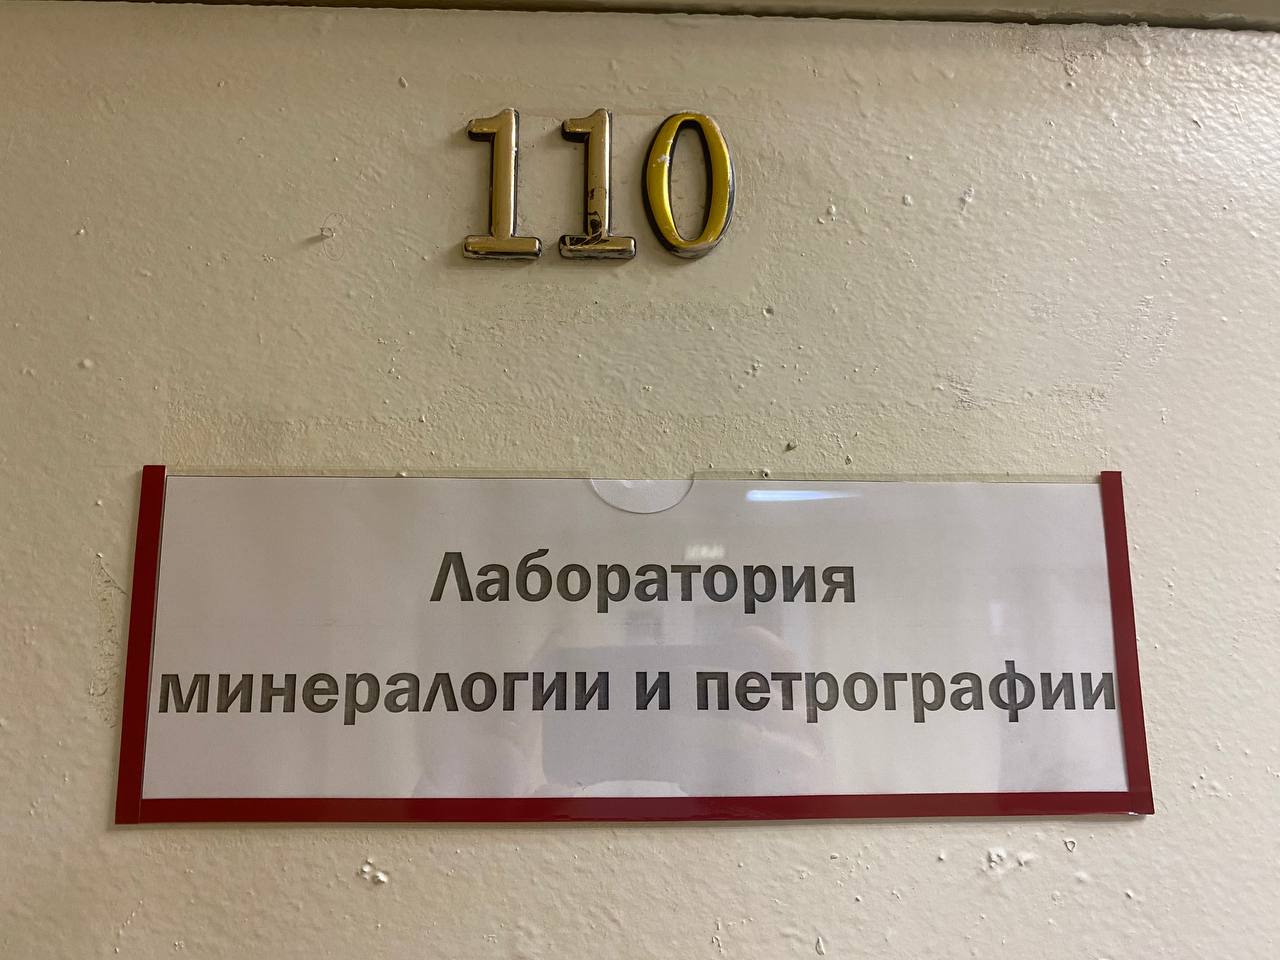 110
Лаборатория
минералогии и петрографии